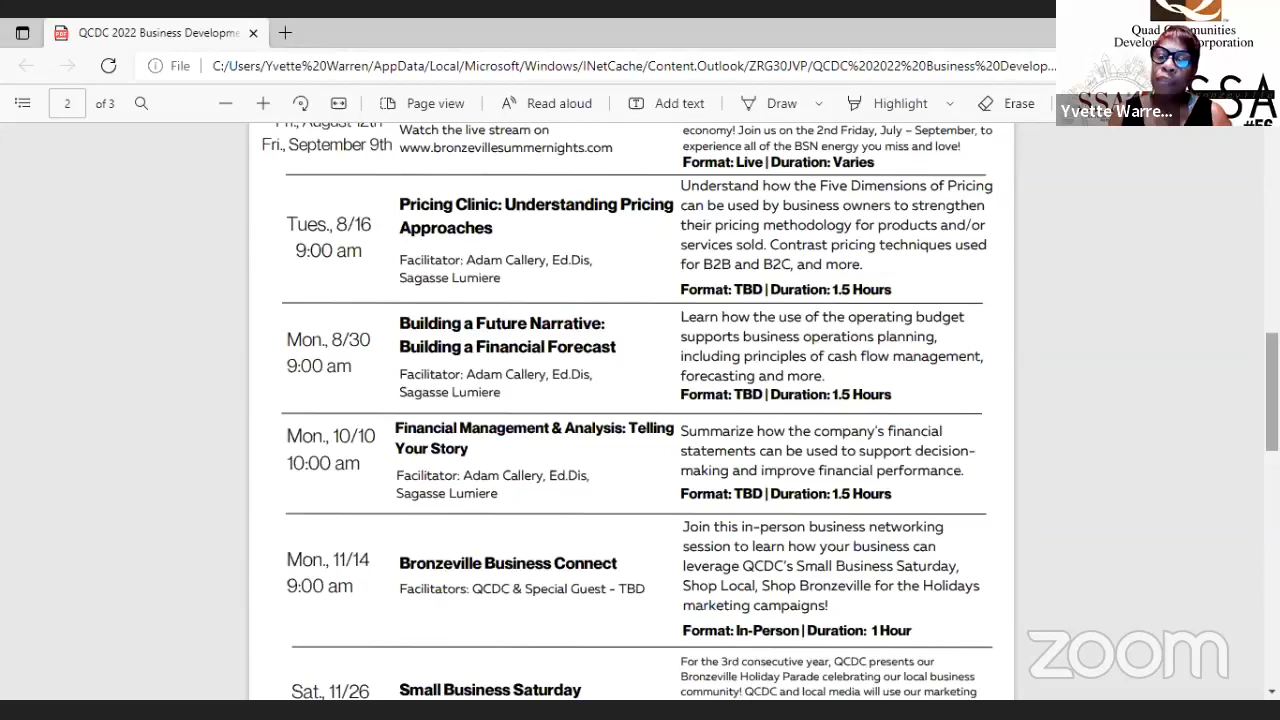 QCDC 2022 Business Developme
File
C:/Users/Yvette%20Warren/AppData/Local/Microsoft/Windows/INetCache/Content.Outlook/ZRG30JVP/QCDC%202022%20Business%20Develop...
2 of 3
Page view
Read aloud
Add text
Draw
Highlight
Erase
Quad Communities
Development Corporation
SSA
SSA
#56
Yvette Warre...
Fri., August 12th
Fri., September 9th
Watch the live stream on
www.bronzevillesummernights.com
economy! Join us on the 2nd Friday, July – September, to
experience all of the BSN energy you miss and love!
Format: Live | Duration: Varies
Tues., 8/16
9:00 am
Pricing Clinic: Understanding Pricing
Approaches
Facilitator: Adam Callery, Ed.Dis,
Sagasse Lumiere
Understand how the Five Dimensions of Pricing
can be used by business owners to strengthen
their pricing methodology for products and/or
services sold. Contrast pricing techniques used
for B2B and B2C, and more.
Format: TBD | Duration: 1.5 Hours
Mon., 8/30
9:00 am
Building a Future Narrative:
Building a Financial Forecast
Facilitator: Adam Callery, Ed.Dis,
Sagasse Lumiere
Learn how the use of the operating budget
supports business operations planning,
including principles of cash flow management,
forecasting and more.
Format: TBD | Duration: 1.5 Hours
Mon., 10/10
10:00 am
Financial Management & Analysis: Telling
Your Story
Facilitator: Adam Callery, Ed.Dis,
Sagasse Lumiere
Summarize how the company's financial
statements can be used to support decision-
making and improve financial performance.
Format: TBD | Duration: 1.5 Hours
Mon., 11/14
9:00 am
Bronzeville Business Connect
Facilitators: QCDC & Special Guest - TBD
Join this in-person business networking
session to learn how your business can
leverage QCDC's Small Business Saturday,
Shop Local, Shop Bronzeville for the Holidays
marketing campaigns!
Format: In-Person | Duration: 1 Hour
Sat., 11/26
Small Business Saturday
For the 3rd consecutive year, QCDC presents our
Bronzeville Holiday Parade celebrating our local business
community! QCDC and local media will use our marketing
zoom